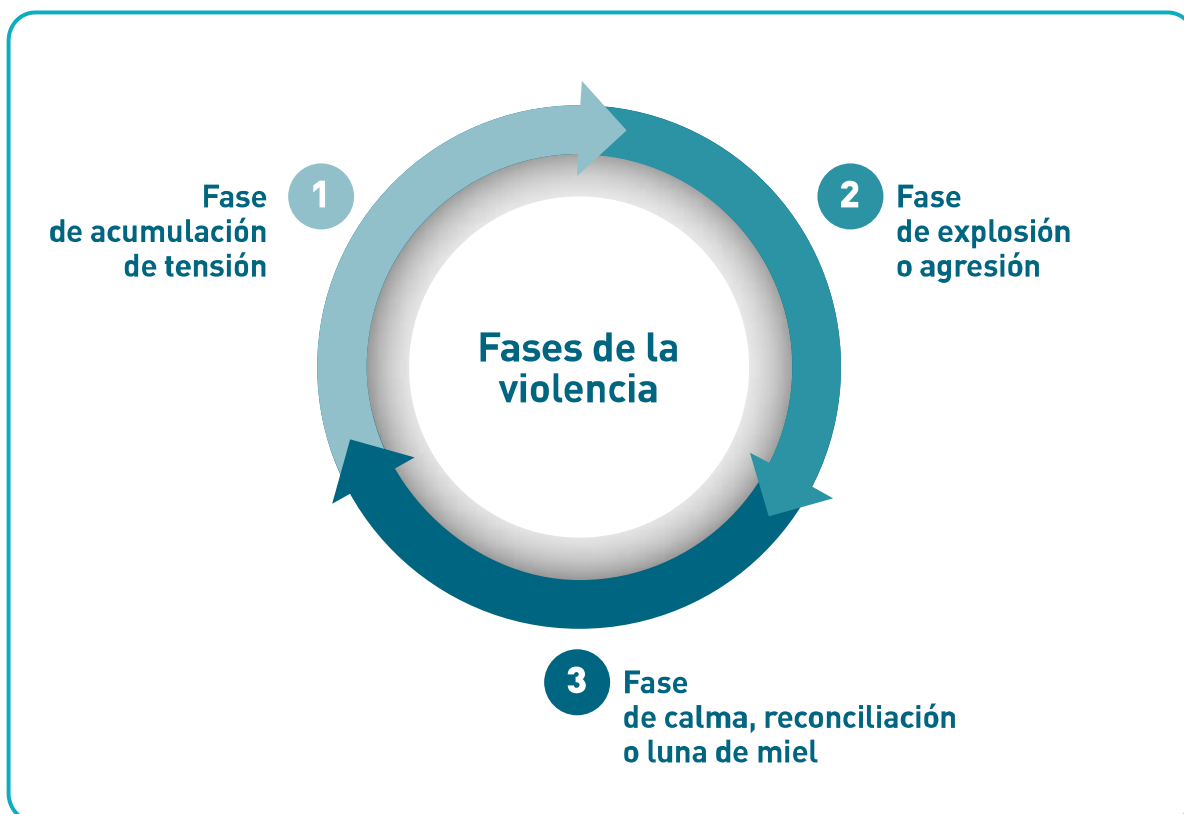 1
Fase
de acumulación
de tensión
2
Fase
de explosión
o agresión
Fases de la
violencia
3
Fase
de calma, reconciliación
o luna de miel